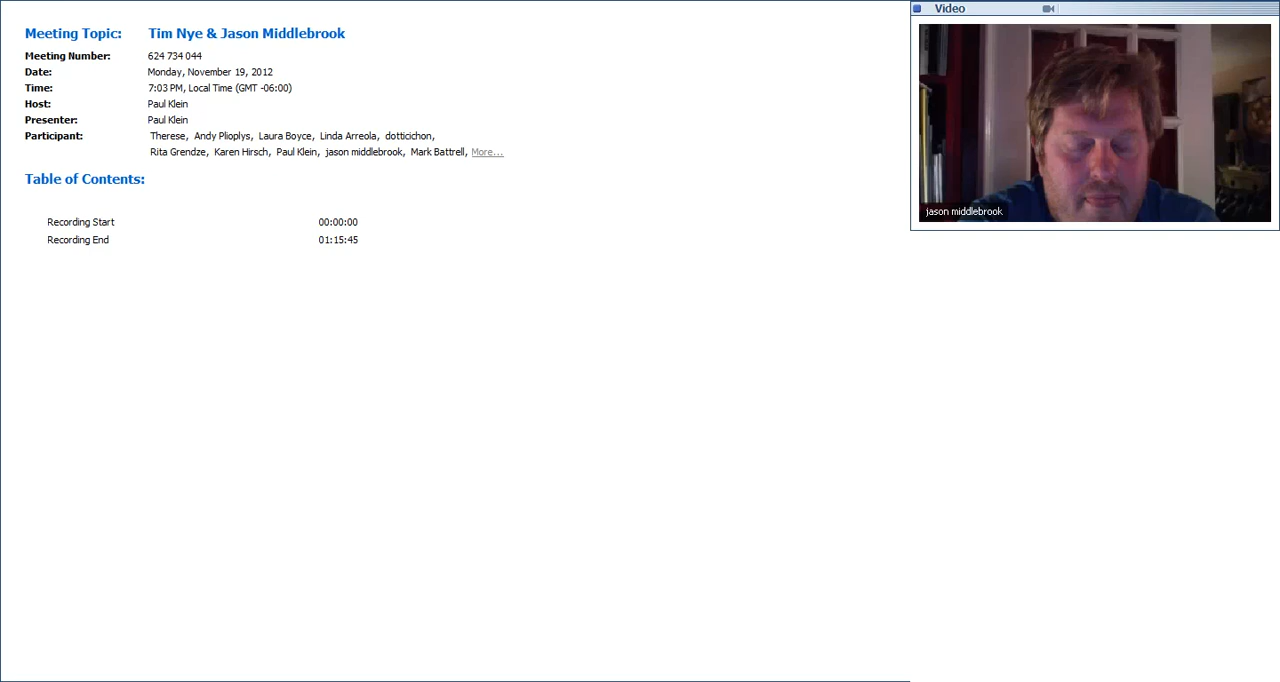 Meeting Topic: Tim Nye & Jason Middlebrook
Meeting Number: 624 734 044
Date: Monday, November 19, 2012
Time: 7:03 PM, Local Time (GMT -06:00)
Host: Paul Klein
Presenter: Paul Klein
Participant: Therese, Andy Plioplys, Laura Boyce, Linda Arreola, dotticichon,
Rita Grendze, Karen Hirsch, Paul Klein, jason middlebrook, Mark Battrell, More...
Table of Contents:
Recording Start 00:00:00
Recording End 01:15:45
Video
jason middlebrook